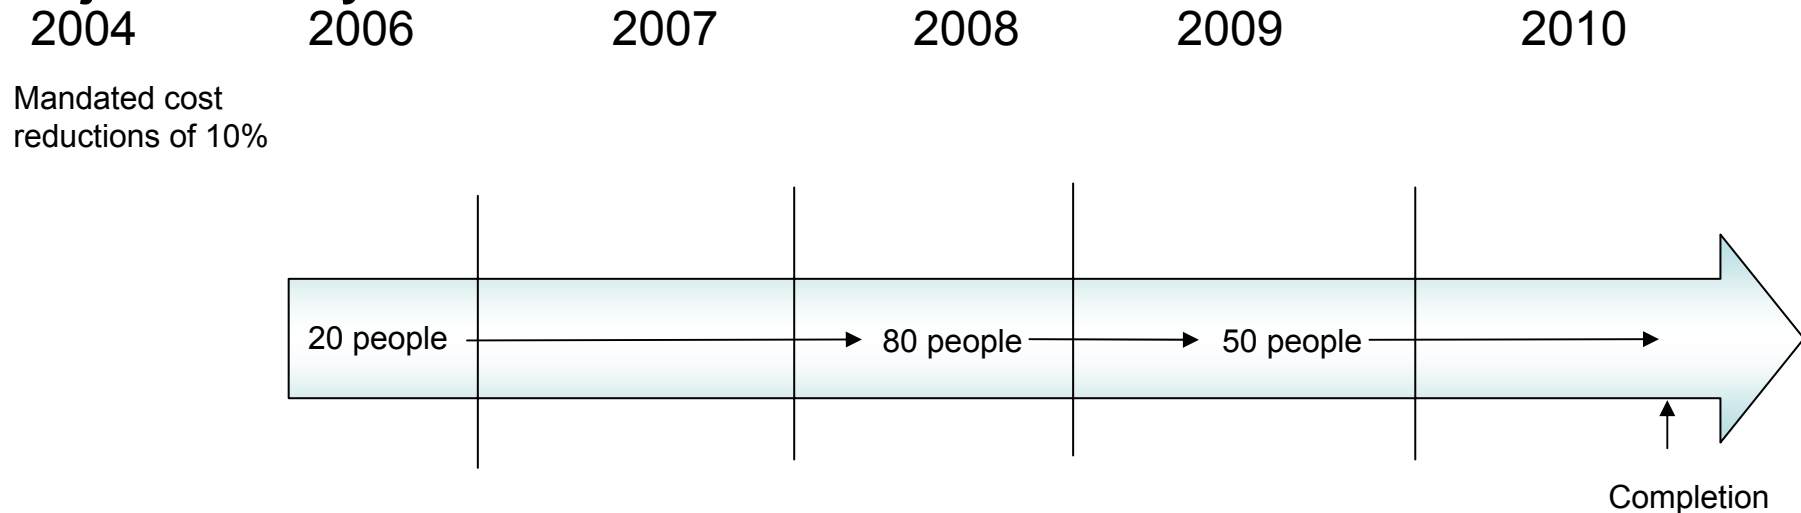 2004 2006 2007 2008 2009 2010
Mandated cost
reductions of 10%
20 people 80 people 50 people
Completion